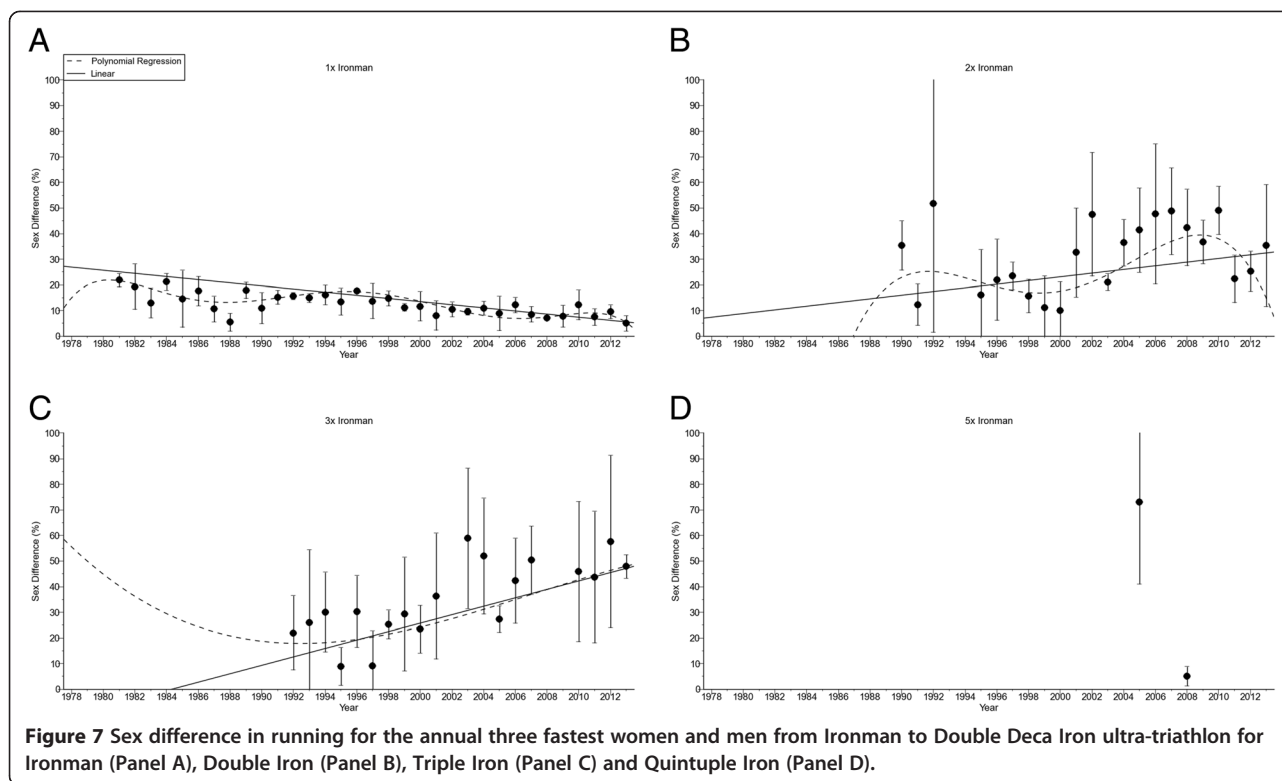 A
Polynomial Regression
Linear
1x Ironman
100
90
80
70
60
50
40
30
20
10
0
Sex Difference (%)
1978 1980 1982 1984 1986 1988 1990 1992 1994 1996 1998 2000 2002 2004 2006 2008 2010 2012
Year
B
2x Ironman
100
90
80
70
60
50
40
30
20
10
0
Sex Difference (%)
1978 1980 1982 1984 1986 1988 1990 1992 1994 1996 1998 2000 2002 2004 2006 2008 2010 2012
Year
C
3x Ironman
100
90
80
70
60
50
40
30
20
10
0
Sex Difference (%)
1978 1980 1982 1984 1986 1988 1990 1992 1994 1996 1998 2000 2002 2004 2006 2008 2010 2012
Year
D
5x Ironman
100
90
80
70
60
50
40
30
20
10
0
Sex Difference (%)
1978 1980 1982 1984 1986 1988 1990 1992 1994 1996 1998 2000 2002 2004 2006 2008 2010 2012
Year
Figure 7 Sex difference in running for the annual three fastest women and men from Ironman to Double Deca Iron ultra-triathlon for
Ironman (Panel A), Double Iron (Panel B), Triple Iron (Panel C) and Quintuple Iron (Panel D).